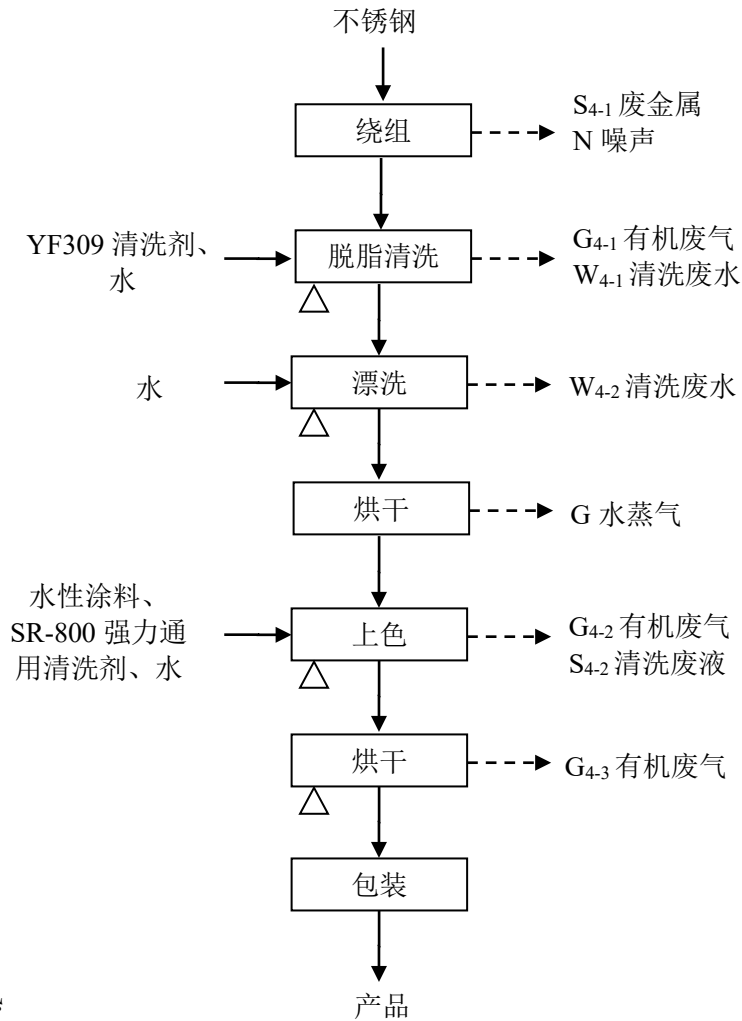 不锈钢
绕组
S4-1 废金属
N 噪声
YF309 清洗剂、
水
脱脂清洗
G4-1 有机废气
W4-1 清洗废水
水
漂洗
W4-2 清洗废水
烘干
G 水蒸气
水性涂料、
SR-800 强力通
用清洗剂、水
上色
G4-2 有机废气
S4-2 清洗废液
烘干
G4-3 有机废气
包装
产品